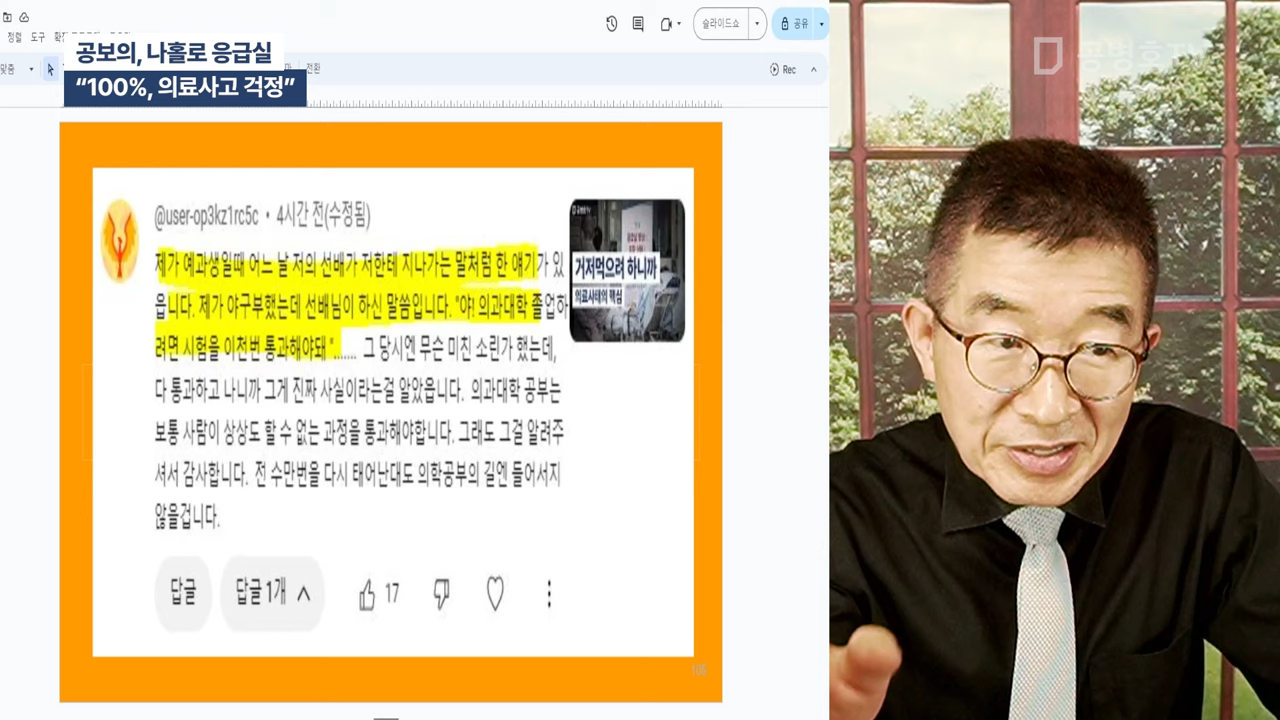 정렬 도구
슬라이드쇼
공유
공보의, 나홀로 응급실
맞춤
전환
Rec
“100%, 의료사고 걱정”
@user-op3kz1rc5c • 4시간 전(수정됨)
제가 예과생일때 어느 날 저의 선배가 저한테 지나가는 말처럼 한 얘기가 있
읍니다. 제가 야구부했는데 선배님이 하신 말씀입니다. "야! 의과대학 졸업하
려면 시험을 이천번 통과해야돼 "....... 그 당시엔 무슨 미친 소린가 했는데,
다 통과하고 나니까 그게 진짜 사실이라는걸 알았읍니다. 의과대학 공부는
보통 사람이 상상도 할 수 없는 과정을 통과해야합니다. 그래도 그걸 알려주
셔서 감사합니다. 전 수만번을 다시 태어난대도 의학공부의 길엔 들어서지
않을겁니다.
거저먹으려 하니까
의료사태의 핵심
답글
답글 1개
17
105